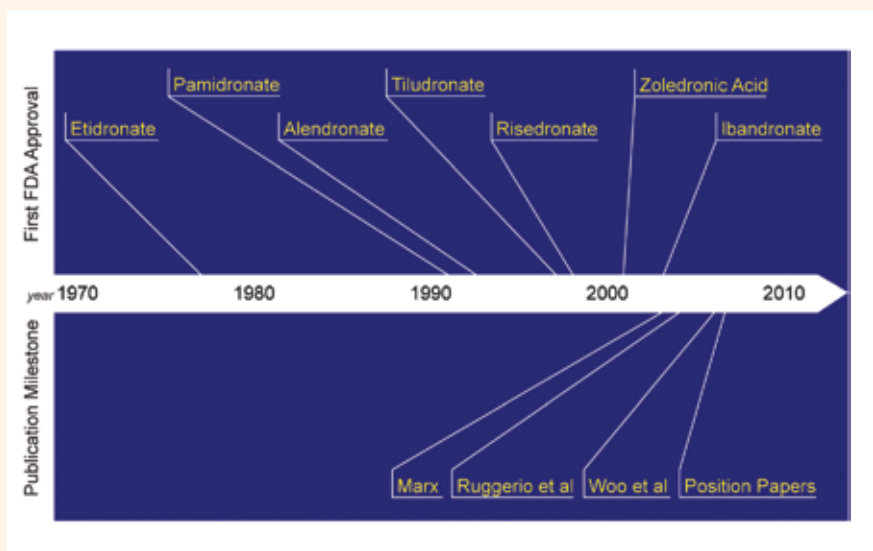 First FDA Approval
Pamidronate
Tiludronate
Zoledronic Acid
Etidronate
Alendronate
Risedronate
Ibandronate
year 1970 1980 1990 2000 2010
Publication Milestone
Marx
Ruggerio et al
Woo et al
Position Papers